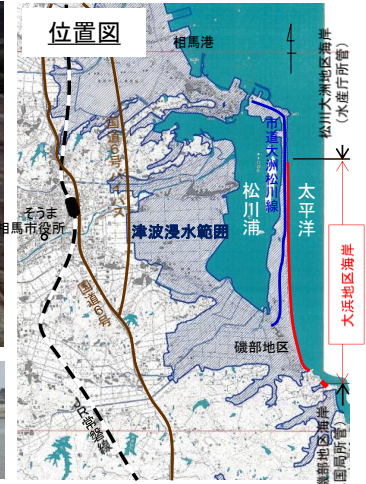 位置図
相馬港
松川大洲地区海岸
（水産庁所管）
市道大洲松川線
国道6号バイパス
そうま
相馬市役所
松川浦
太平洋
津波浸水範囲
大浜地区海岸
国道6号
磯部地区
JR常磐線
磯部地区海岸
国局所管）